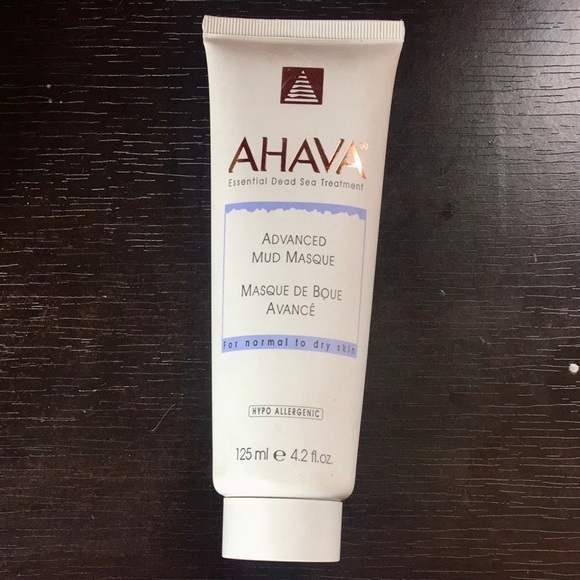 AHAVA®
Essential Dead Sea Treatment
ADVANCED
MUD MASQUE
MASQUE DE BOUE
AVANCÉ
For normal to dry skin
HYPO ALLERGENIC
125 ml e 4.2 fl.oz.